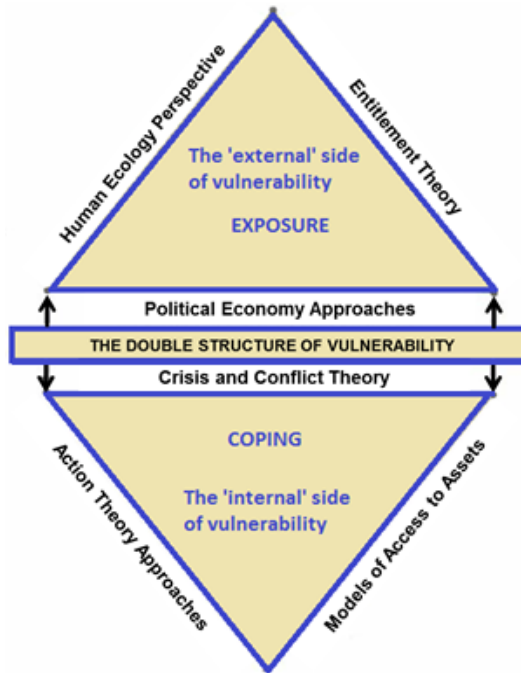 Human Ecology Perspective
Entitlement Theory
The 'external' side
of vulnerability
EXPOSURE
Political Economy Approaches
THE DOUBLE STRUCTURE OF VULNERABILITY
Crisis and Conflict Theory
COPING
The 'internal' side
of vulnerability
Action Theory Approaches
Models of Access to Assets